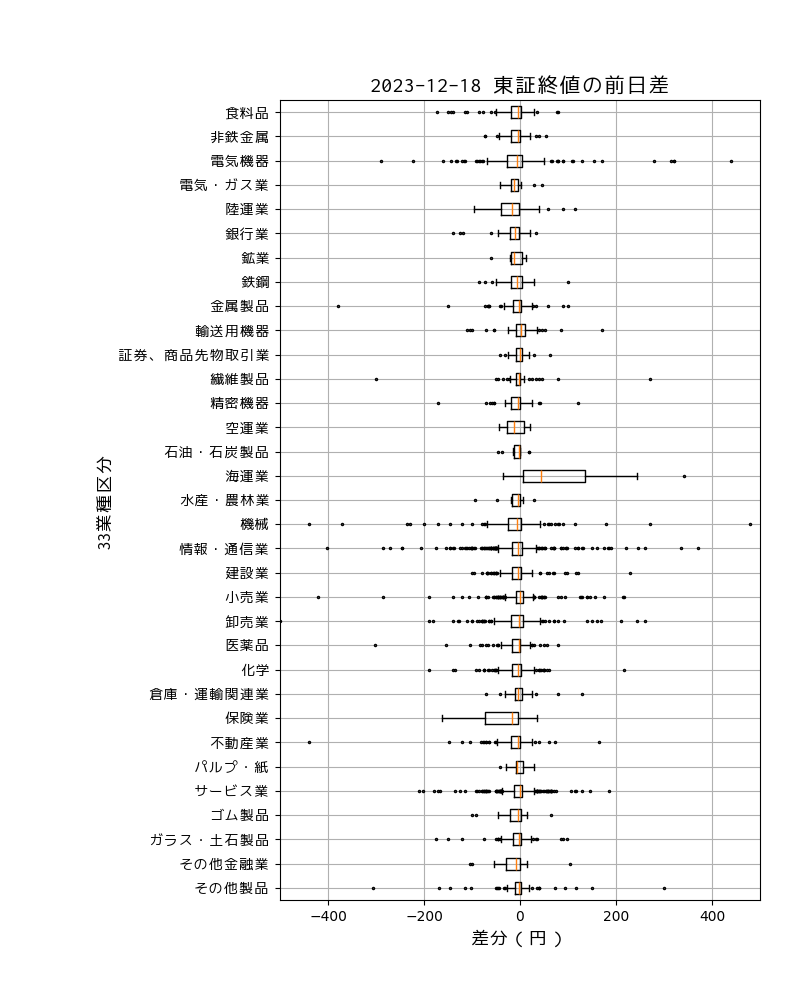 2023-12-18 東証終値の前日差
食料品
非鉄金属
電気機器
電気・ガス業
陸運業
銀行業
鉱業
鉄鋼
金属製品
輸送用機器
証券、商品先物取引業
繊維製品
精密機器
空運業
石油・石炭製品
海運業
水産・農林業
機械
情報・通信業
建設業
小売業
卸売業
医薬品
化学
倉庫・運輸関連業
保険業
不動産業
パルプ・紙
サービス業
ゴム製品
ガラス・土石製品
その他金融業
その他製品
33業種区分
−400 −200 0 200 400
差分 ( 円 )